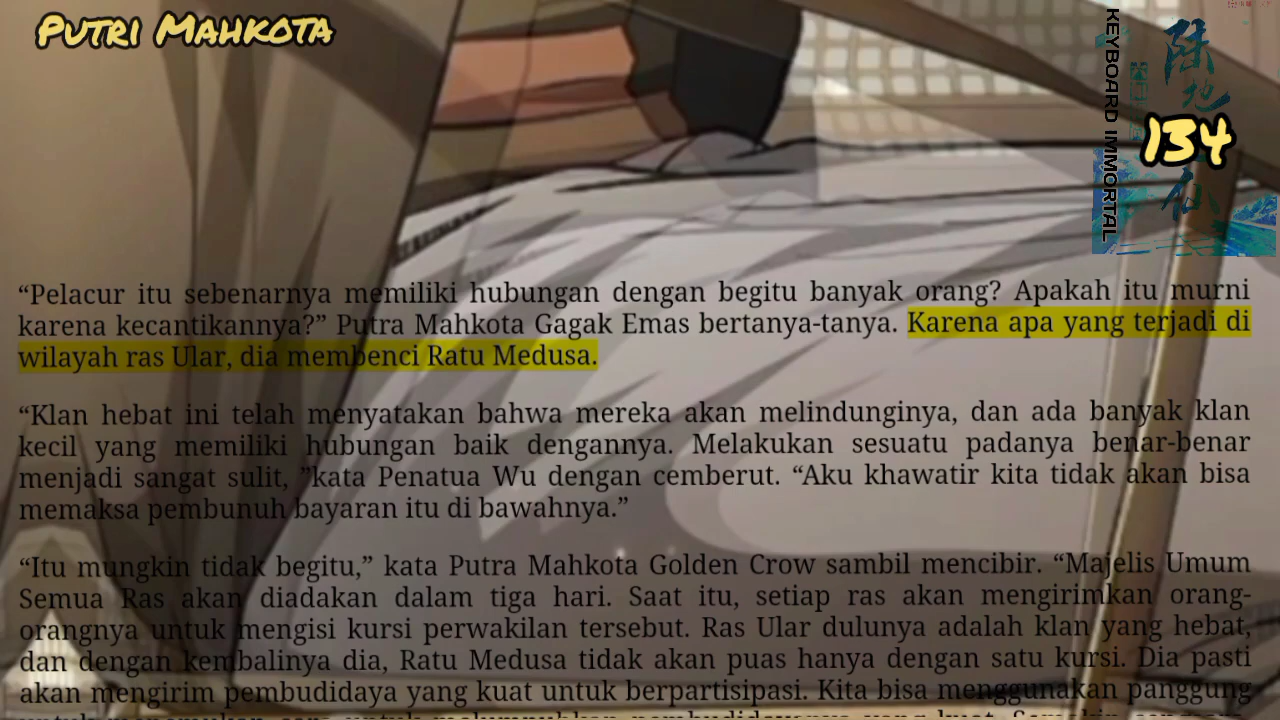 Putri Mahkota
KEYBOARD IMMORTAL
陆地
仙
134
“Pelacur itu sebenarnya memiliki hubungan dengan begitu banyak orang? Apakah itu murni
karena kecantikannya?” Putra Mahkota Gagak Emas bertanya-tanya. Karena apa yang terjadi di
wilayah ras Ular, dia membenci Ratu Medusa.
“Klan hebat ini telah menyatakan bahwa mereka akan melindunginya, dan ada banyak klan
kecil yang memiliki hubungan baik dengannya. Melakukan sesuatu padanya benar-benar
menjadi sangat sulit, ”kata Penatua Wu dengan cemberut. “Aku khawatir kita tidak akan bisa
memaksa pembunuh bayaran itu di bawahnya.”
“Itu mungkin tidak begitu,” kata Putra Mahkota Golden Crow sambil mencibir. “Majelis Umum
Semua Ras akan diadakan dalam tiga hari. Saat itu, setiap ras akan mengirimkan orang-
orangnya untuk mengisi kursi perwakilan tersebut. Ras Ular dulunya adalah klan yang hebat,
dan dengan kembalinya dia, Ratu Medusa tidak akan puas hanya dengan satu kursi. Dia pasti
akan mengirim pembudidaya yang kuat untuk berpartisipasi. Kita bisa menggunakan panggung